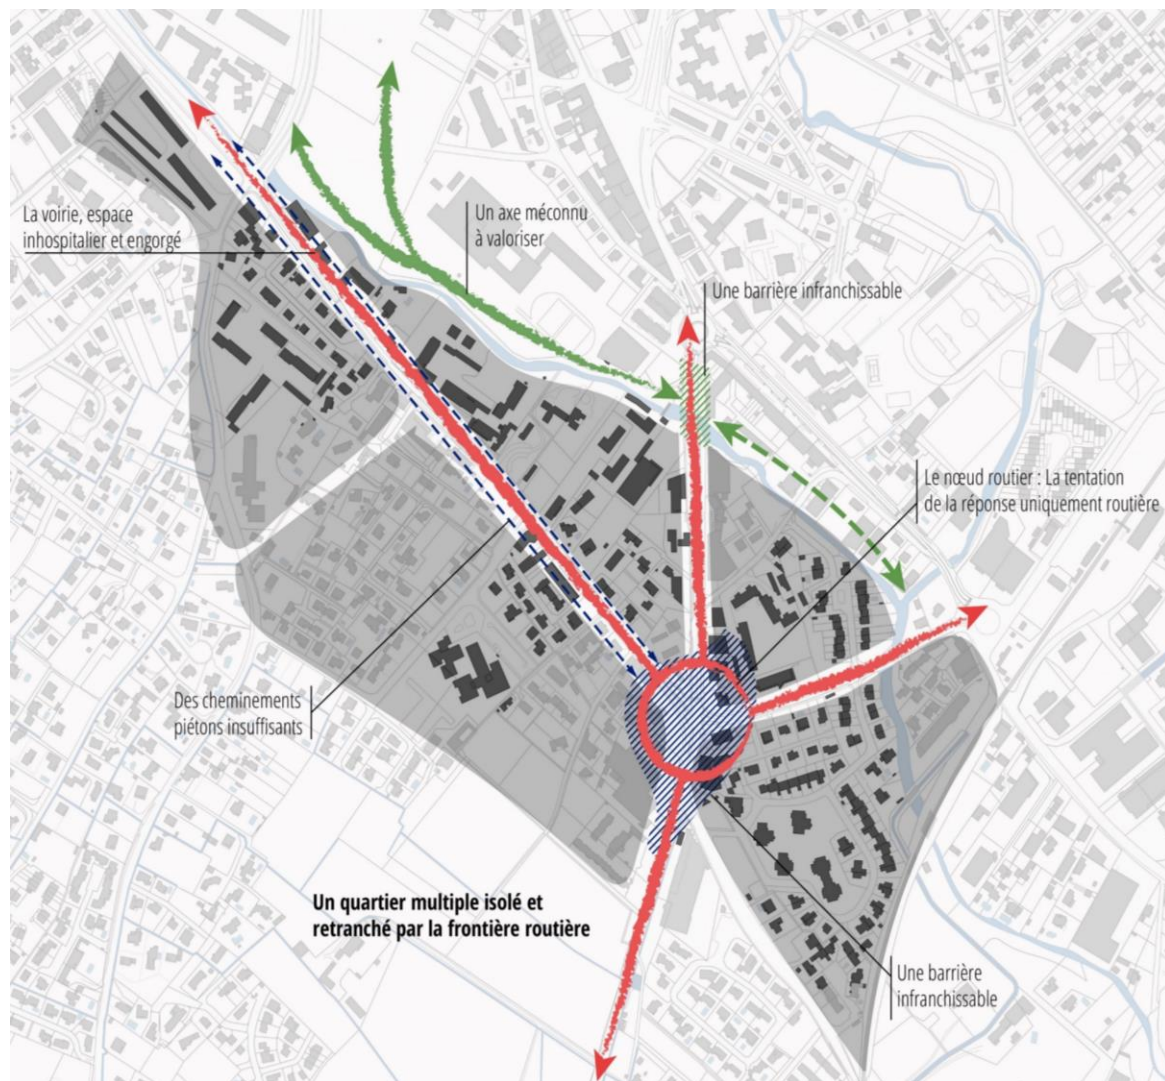 La voirie, espace
inhospitalier et engorgé
Un axe méconnu
à valoriser
Une barrière infranchissable
Le nœud routier : La tentation
de la réponse uniquement routière
Des cheminements
piétons insuffisants
Un quartier multiple isolé et
retranché par la frontière routière
Une barrière
infranchissable